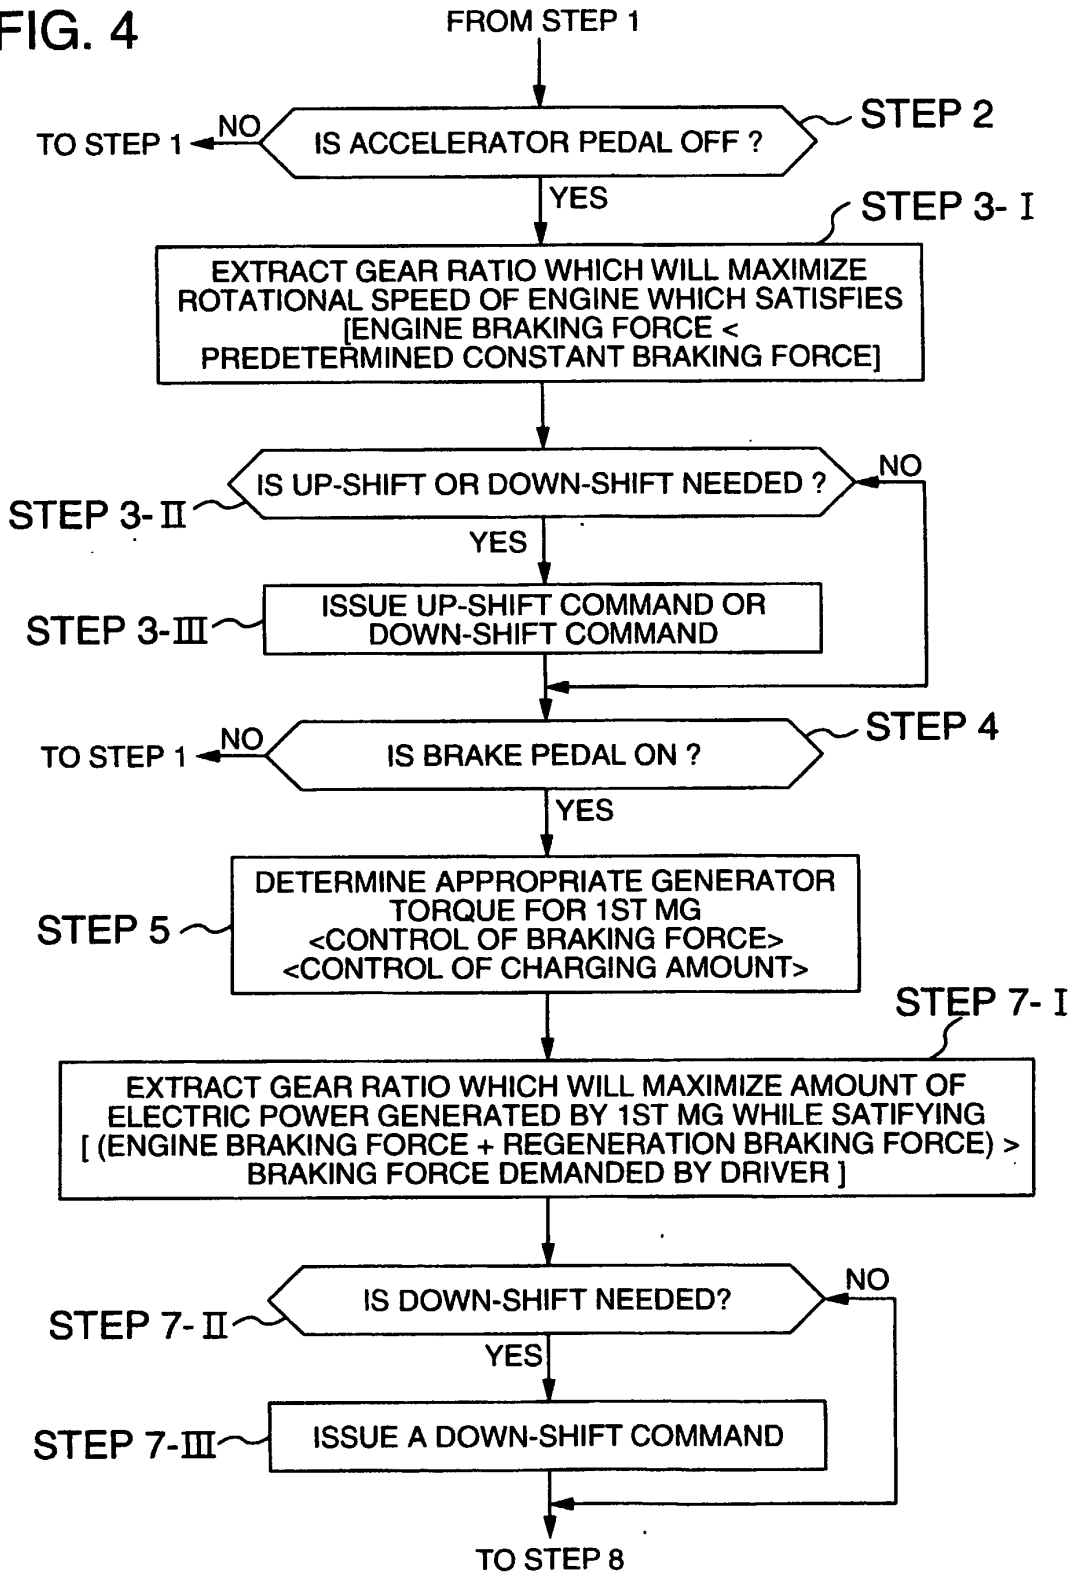 FIG. 4
FROM STEP 1
STEP 2
NO
TO STEP 1
IS ACCELERATOR PEDAL OFF ?
YES
STEP 3- I
EXTRACT GEAR RATIO WHICH WILL MAXIMIZE
ROTATIONAL SPEED OF ENGINE WHICH SATISFIES
[ENGINE BRAKING FORCE <
PREDETERMINED CONSTANT BRAKING FORCE]
NO
IS UP-SHIFT OR DOWN-SHIFT NEEDED ?
STEP 3- II
YES
ISSUE UP-SHIFT COMMAND OR
DOWN-SHIFT COMMAND
STEP 3-III
STEP 4
NO
TO STEP 1
IS BRAKE PEDAL ON ?
YES
DETERMINE APPROPRIATE GENERATOR
TORQUE FOR 1ST MG
<CONTROL OF BRAKING FORCE>
<CONTROL OF CHARGING AMOUNT>
STEP 5
STEP 7- I
EXTRACT GEAR RATIO WHICH WILL MAXIMIZE AMOUNT OF
ELECTRIC POWER GENERATED BY 1ST MG WHILE SATIFYING
[ (ENGINE BRAKING FORCE + REGENERATION BRAKING FORCE) >
BRAKING FORCE DEMANDED BY DRIVER ]
NO
IS DOWN-SHIFT NEEDED?
STEP 7- II
YES
ISSUE A DOWN-SHIFT COMMAND
STEP 7-III
TO STEP 8